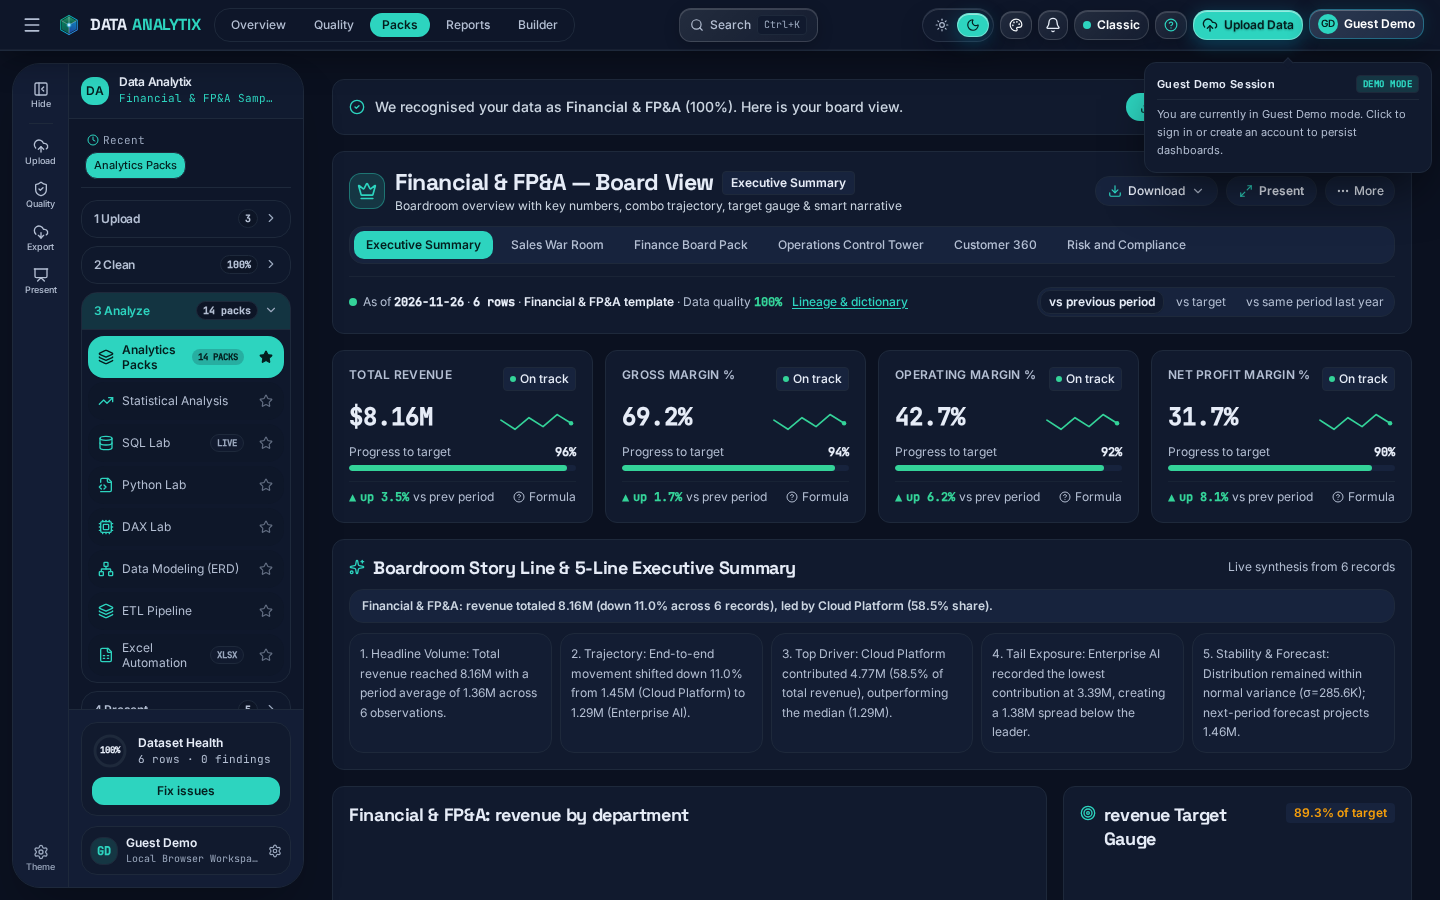 DATA ANALYTIX
Overview
Quality
Packs
Reports
Builder
Search Ctrl+K
Classic
Upload Data
GD Guest Demo
Guest Demo Session DEMO MODE
You are currently in Guest Demo mode. Click to
sign in or create an account to persist
dashboards.
Hide
Upload
Quality
Export
Present
Theme
DA
Data Analytix
Financial & FP&A Samp…
Recent
Analytics Packs
1 Upload 3
2 Clean 100%
3 Analyze 14 packs
Analytics
Packs
14 PACKS
Statistical Analysis
SQL Lab LIVE
Python Lab
DAX Lab
Data Modeling (ERD)
ETL Pipeline
Excel
Automation
XLSX
100%
Dataset Health
6 rows · 0 findings
Fix issues
GD
Guest Demo
Local Browser Workspa…
We recognised your data as Financial & FP&A (100%). Here is your board view.
Financial & FP&A — Board View Executive Summary
Boardroom overview with key numbers, combo trajectory, target gauge & smart narrative
Download
Present
More
Executive Summary
Sales War Room
Finance Board Pack
Operations Control Tower
Customer 360
Risk and Compliance
As of 2026-11-26 · 6 rows · Financial & FP&A template · Data quality 100% Lineage & dictionary
vs previous period
vs target
vs same period last year
TOTAL REVENUE On track
$8.16M
Progress to target 96%
▲ up 3.5% vs prev period Formula
GROSS MARGIN % On track
69.2%
Progress to target 94%
▲ up 1.7% vs prev period Formula
OPERATING MARGIN % On track
42.7%
Progress to target 92%
▲ up 6.2% vs prev period Formula
NET PROFIT MARGIN % On track
31.7%
Progress to target 90%
▲ up 8.1% vs prev period Formula
Boardroom Story Line & 5-Line Executive Summary
Live synthesis from 6 records
Financial & FP&A: revenue totaled 8.16M (down 11.0% across 6 records), led by Cloud Platform (58.5% share).
1. Headline Volume: Total
revenue reached 8.16M with a
period average of 1.36M across
6 observations.
2. Trajectory: End-to-end
movement shifted down 11.0%
from 1.45M (Cloud Platform) to
1.29M (Enterprise AI).
3. Top Driver: Cloud Platform
contributed 4.77M (58.5% of
total revenue), outperforming
the median (1.29M).
4. Tail Exposure: Enterprise AI
recorded the lowest
contribution at 3.39M, creating
a 1.38M spread below the
leader.
5. Stability & Forecast:
Distribution remained within
normal variance (σ=285.6K);
next-period forecast projects
1.46M.
Financial & FP&A: revenue by department
revenue Target
Gauge
89.3% of target